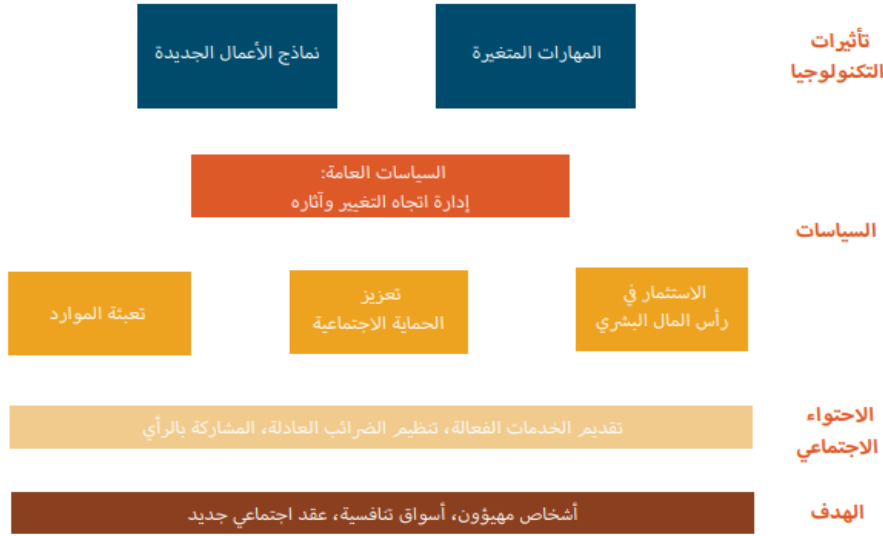 تأثيرات
التكنولوجيا
المهارات المتغيرة
نماذج الأعمال الجديدة
السياسات
السياسات العامة:
إدارة اتجاه التغيير وآثاره
الاستثمار في
رأس المال البشري
تعزيز
الحماية الاجتماعية
تعبئة الموارد
الاحتواء
الاجتماعي
تقديم الخدمات الفعالة، تنظيم الضرائب العادلة، المشاركة بالرأي
الهدف
أشخاص مهيؤون، أسواق تنافسية، عقد اجتماعي جديد